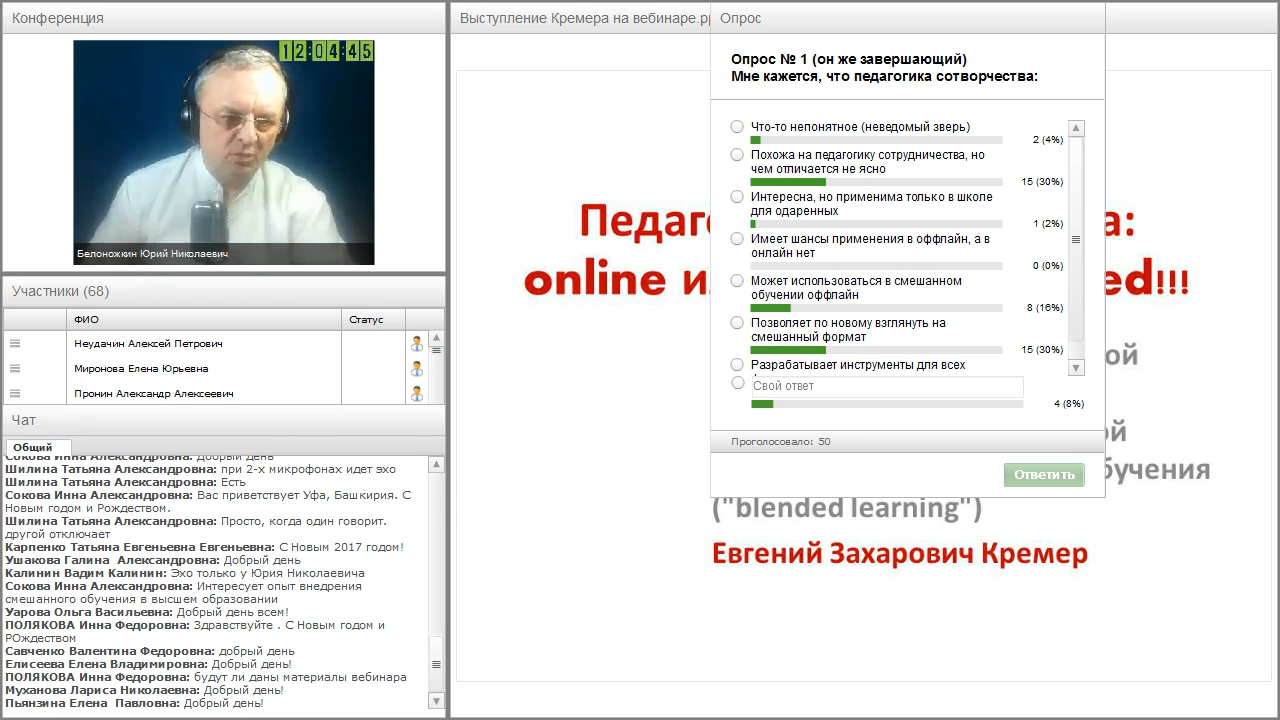 Конференция
12:04:45
Белоножкин Юрий Николаевич
Участники (68)
ФИО
Статус
Неудачин Алексей Петрович
Миронова Елена Юрьевна
Пронин Александр Алексеевич
Чат
Общий
Сокова Инна Александровна: Добрый день
Шилина Татьяна Александровна: при 2-х микрофонах идет эхо
Шилина Татьяна Александровна: Есть
Сокова Инна Александровна: Вас приветствует Уфа, Башкирия. С
Новым годом и Рождеством.
Шилина Татьяна Александровна: Просто, когда один говорит.
другой отключает
Карпенко Татьяна Евгеньевна Евгеньевна: С Новым 2017 годом!
Ушакова Галина  Александровна: Добрый день
Калинин Вадим Калинин: Эхо только у Юрия Николаевича
Сокова Инна Александровна: Интересует опыт внедрения
смешанного обучения в высшем образовании
Уарова Ольга Васильевна: Добрый день всем!
ПОЛЯКОВА Инна Федоровна: Здравствуйте . С Новым годом и
РОждеством
Савченко Валентина Федоровна: добрый день
Елисеева Елена Владимировна: Добрый день!
ПОЛЯКОВА Инна Федоровна: будут ли даны материалы вебинара
Муханова Лариса Николаевна: Добрый день!
Пьянзина Елена  Павловна: Добрый день!
Выступление Кремера на вебинаре.pp
Опрос
Опрос № 1 (он же завершающий)
Мне кажется, что педагогика сотворчества:
Что-то непонятное (неведомый зверь)
2 (4%)
Похожа на педагогику сотрудничества, но
чем отличается не ясно
15 (30%)
Интересна, но применима только в школе
для одаренных
1 (2%)
Имеет шансы применения в оффлайн, а в
онлайн нет
0 (0%)
Может использоваться в смешанном
обучении оффлайн
8 (16%)
Позволяет по новому взглянуть на
смешанный формат
15 (30%)
Разрабатывает инструменты для всех
Свой ответ
4 (8%)
Проголосовало: 50
Ответить
Педаго а:
online и ed!!!
ой
ой
бучения
("blended learning")
Евгений Захарович Кремер